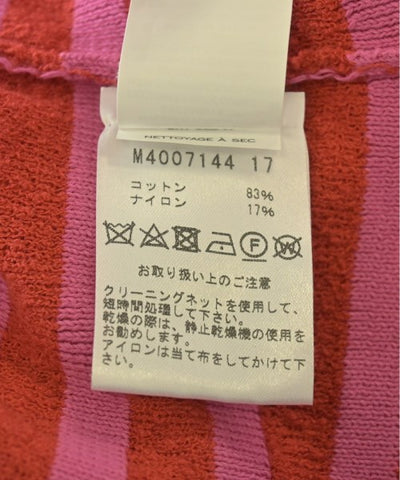 NETTOYAGE À SEC
M4007144 17
コットン 83%
ナイロン 17%
F W
お取り扱い上のご注意
クリーニングネットを使用して、
短時間処理して下さい。
乾燥の際は、静止乾燥機の使用を
お勧めします。
アイロンは当て布をしてかけて下
さい。